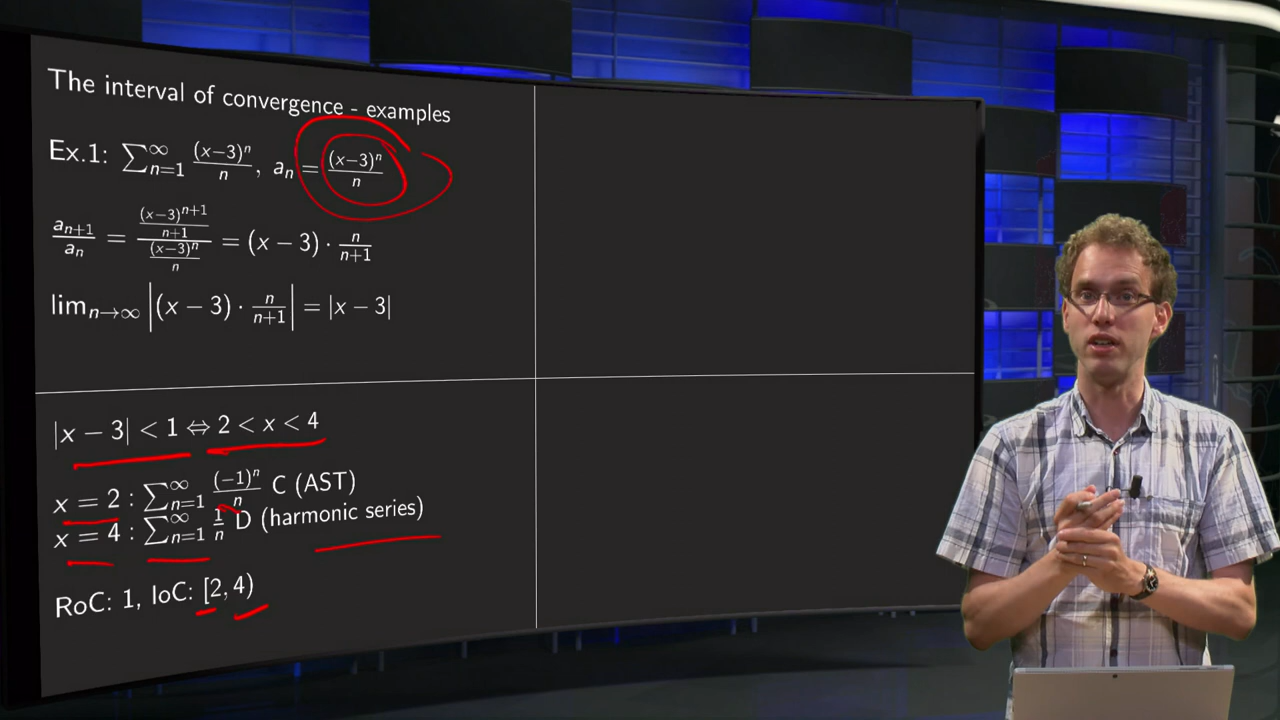 The interval of convergence - examples
Ex.1: ∑_{n=1}^∞ (x−3)^n/n, a_n = (x−3)^n/n
a_{n+1}/a_n = ((x−3)^{n+1}/(n+1))/((x−3)^n/n) = (x − 3) · n/(n+1)
lim_{n→∞} |(x − 3) · n/(n+1)| = |x − 3|
|x − 3| < 1 ⇔ 2 < x < 4
x = 2 : ∑_{n=1}^∞ (−1)^n/n C (AST)
x = 4 : ∑_{n=1}^∞ 1/n D (harmonic series)
RoC: 1, IoC: [2, 4)